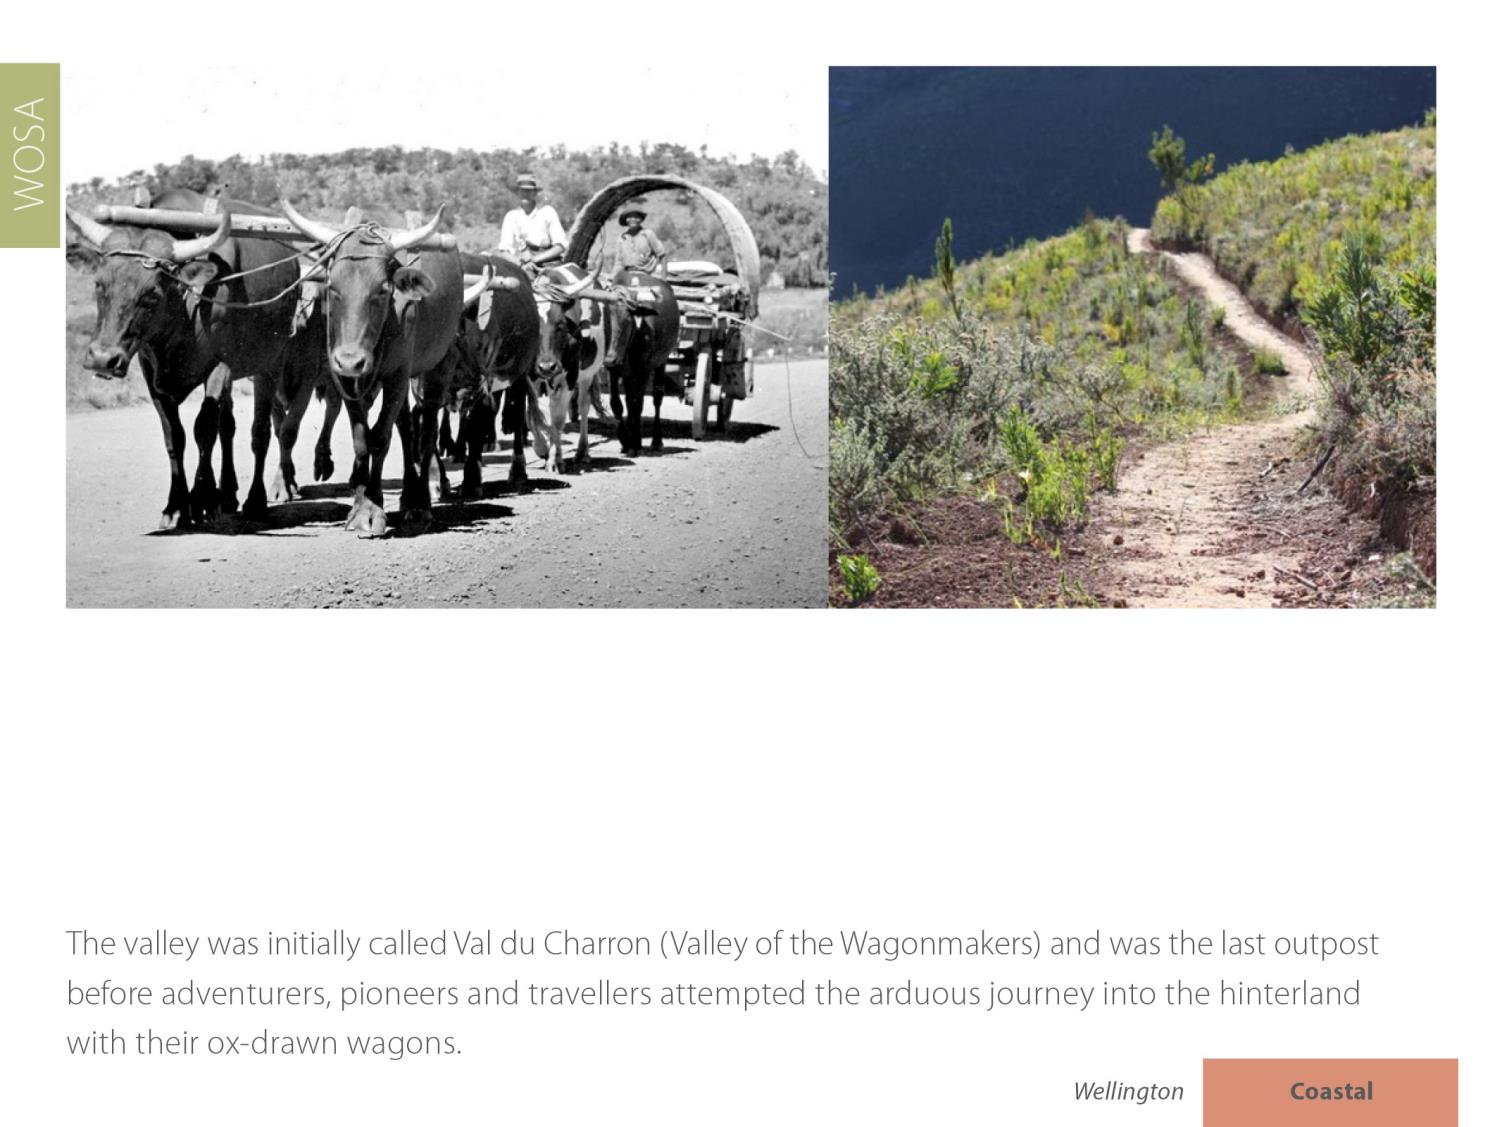 WOSA
The valley was initially called Val du Charron (Valley of the Wagonmakers) and was the last outpost
before adventurers, pioneers and travellers attempted the arduous journey into the hinterland
with their ox-drawn wagons.
Wellington
Coastal